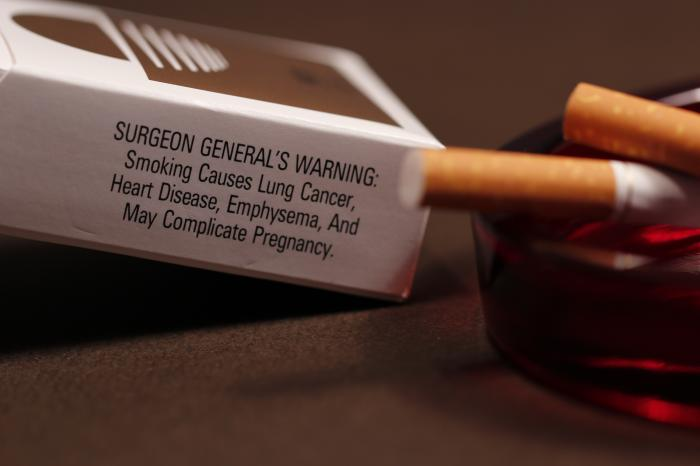 SURGEON GENERAL'S WARNING:
Smoking Causes Lung Cancer,
Heart Disease, Emphysema, And
May Complicate Pregnancy.